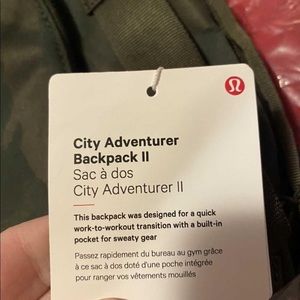 City Adventurer
Backpack II
Sac à dos
City Adventurer II
This backpack was designed for a quick
work-to-workout transition with a built-in
pocket for sweaty gear
Passez rapidement du bureau au gym grâce
à ce sac à dos doté d'une poche intégrée
pour ranger vos vêtements mouillés